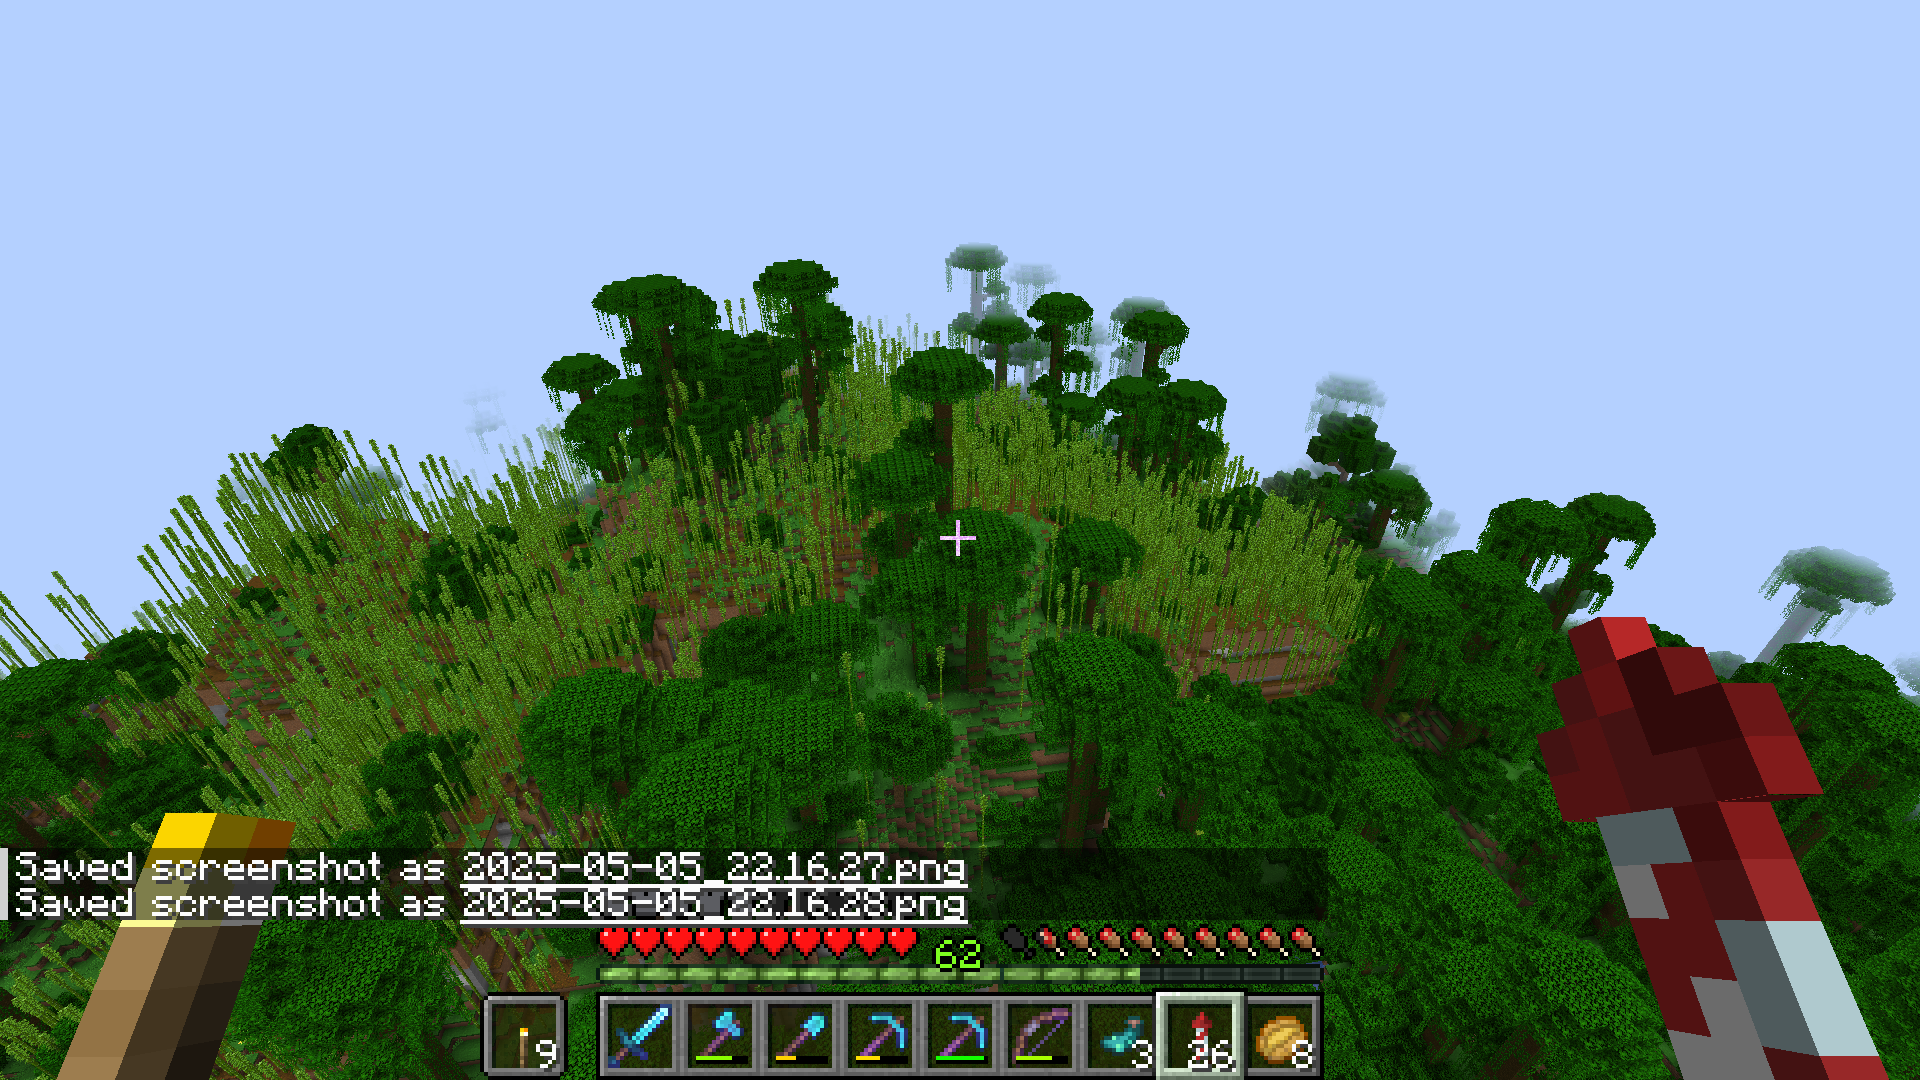 Saved screenshot as 2025-05-05_22.16.27.png
Saved screenshot as 2025-05-05_22.16.28.png
62
9
3
26
8